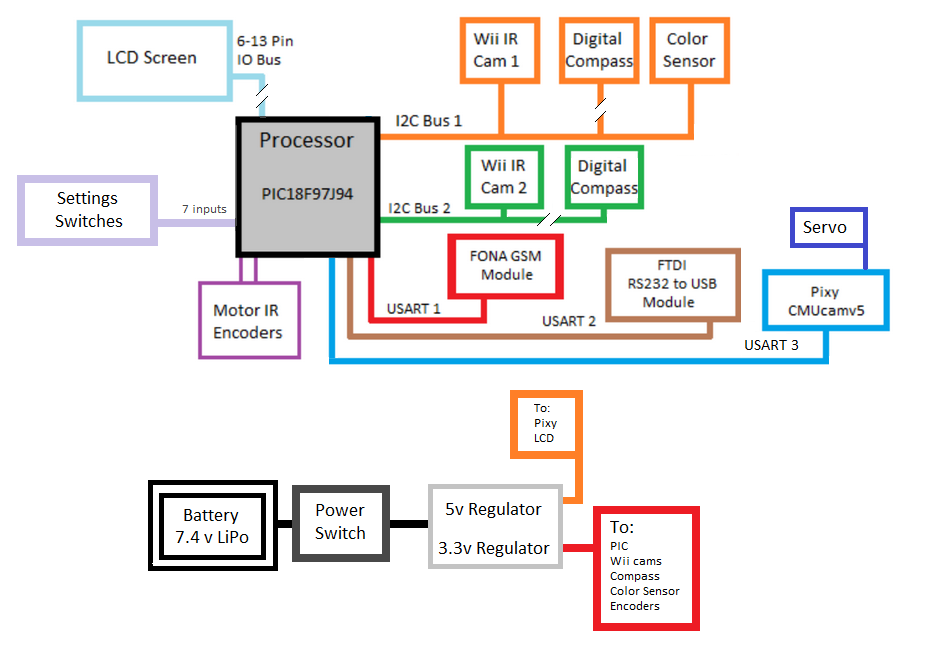 LCD Screen
6-13 Pin
IO Bus
Wii IR
Cam 1
Digital
Compass
Color
Sensor
I2C Bus 1
Processor
PIC18F97J94
Wii IR
Cam 2
Digital
Compass
I2C Bus 2
Settings
Switches
7 inputs
Servo
FONA GSM
Module
FTDI
RS232 to USB
Module
Pixy
CMUcamv5
Motor IR
Encoders
USART 1
USART 2
USART 3
To:
Pixy
LCD
Battery
7.4 v LiPo
Power
Switch
5v Regulator
3.3v Regulator
To:
PIC
Wii cams
Compass
Color Sensor
Encoders